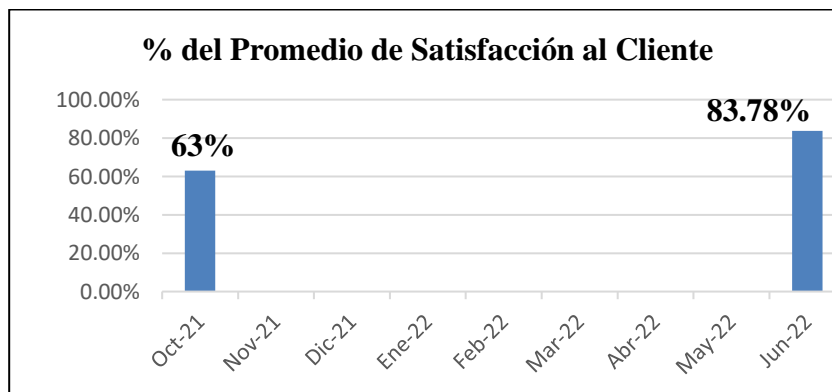 % del Promedio de Satisfacción al Cliente
100.00%
80.00%
60.00%
40.00%
20.00%
0.00%
63%
83.78%
Oct-21
Nov-21
Dic-21
Ene-22
Feb-22
Mar-22
Abr-22
May-22
Jun-22